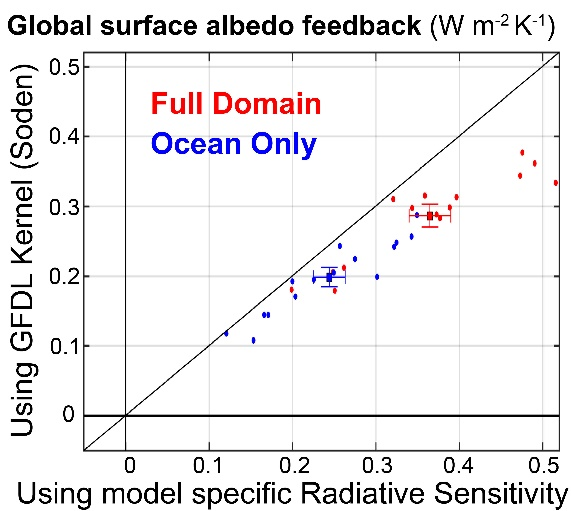 Global surface albedo feedback (W m⁻² K⁻¹)
Using GFDL Kernel (Soden)
0.5
0.4
0.3
0.2
0.1
0
Full Domain
Ocean Only
0 0.1 0.2 0.3 0.4 0.5
Using model specific Radiative Sensitivity